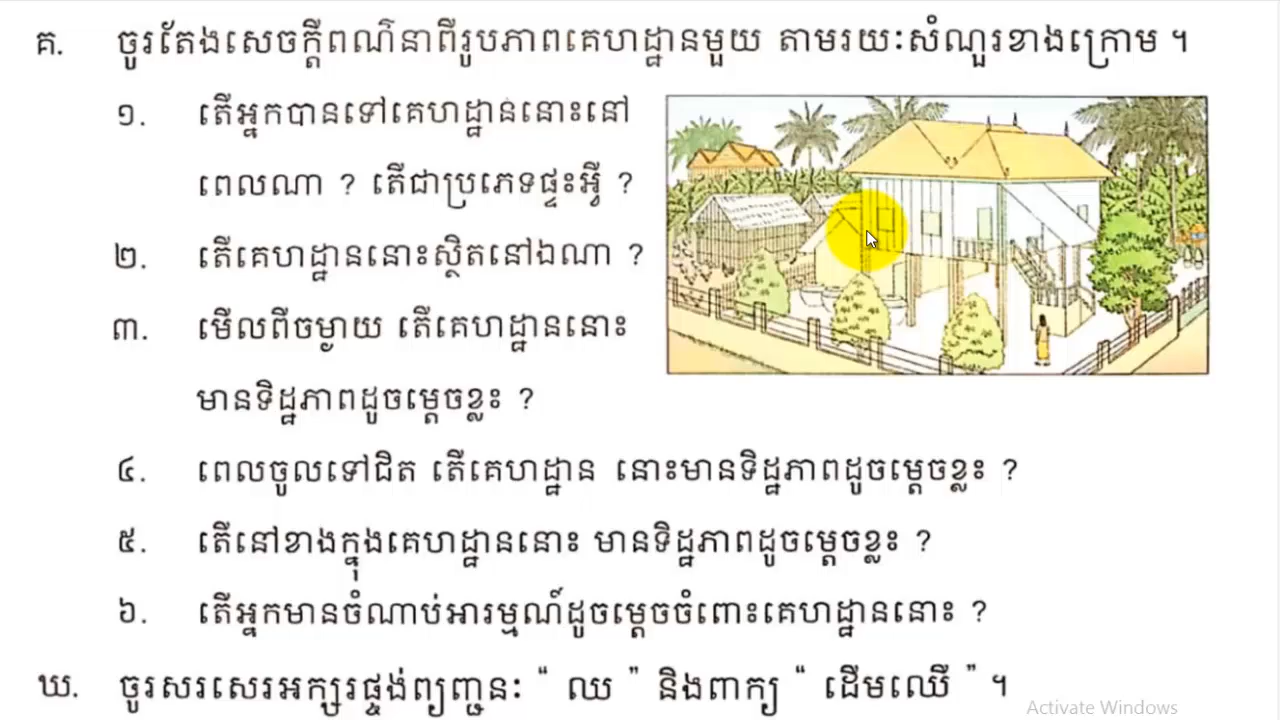 គ. ចូរតែងសេចក្តីពណ៌នាពីរូបភាពគេហដ្ឋានមួយ តាមរយៈសំណួរខាងក្រោម ។
១. តើអ្នកបានទៅគេហដ្ឋាននោះនៅ
ពេលណា ? តើជាប្រភេទផ្ទះអ្វី ?
២. តើគេហដ្ឋាននោះស្ថិតនៅឯណា ?
៣. មើលពីចម្ងាយ តើគេហដ្ឋាននោះ
មានទិដ្ឋភាពដូចម្តេចខ្លះ ?
៤. ពេលចូលទៅជិត តើគេហដ្ឋាន នោះមានទិដ្ឋភាពដូចម្តេចខ្លះ ?
៥. តើនៅខាងក្នុងគេហដ្ឋាននោះ មានទិដ្ឋភាពដូចម្តេចខ្លះ ?
៦. តើអ្នកមានចំណាប់អារម្មណ៍ដូចម្តេចចំពោះគេហដ្ឋាននោះ ?
ឃ. ចូរសរសេរអក្សរផ្ទង់ព្យញ្ជនៈ “ ឈ ” និងពាក្យ “ ដើមឈើ ” ។
Activate Windows